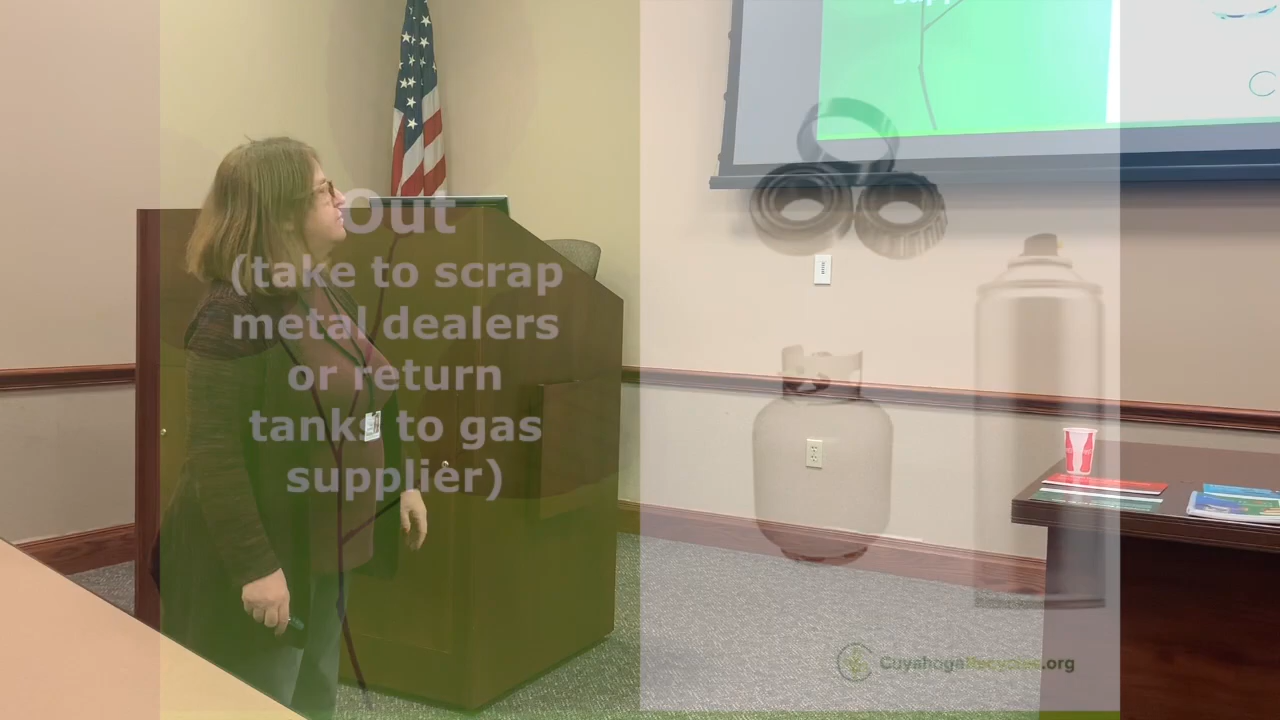 Out
(take to scrap
metal dealers
or return
tanks to gas
supplier)
CuyahogaRecycles.org